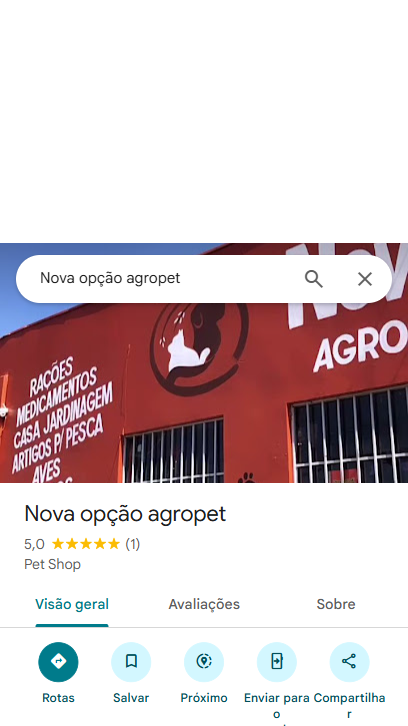 Nova opção agropet
Nov
AGRO
RAÇÕES
MEDICAMENTOS
CASA JARDINAGEM
ARTIGOS P/ PESCA
AVES
Nova opção agropet
5,0 (1)
Pet Shop
Visão geral Avaliações Sobre
Rotas Salvar Próximo Enviar para o Compartilhar